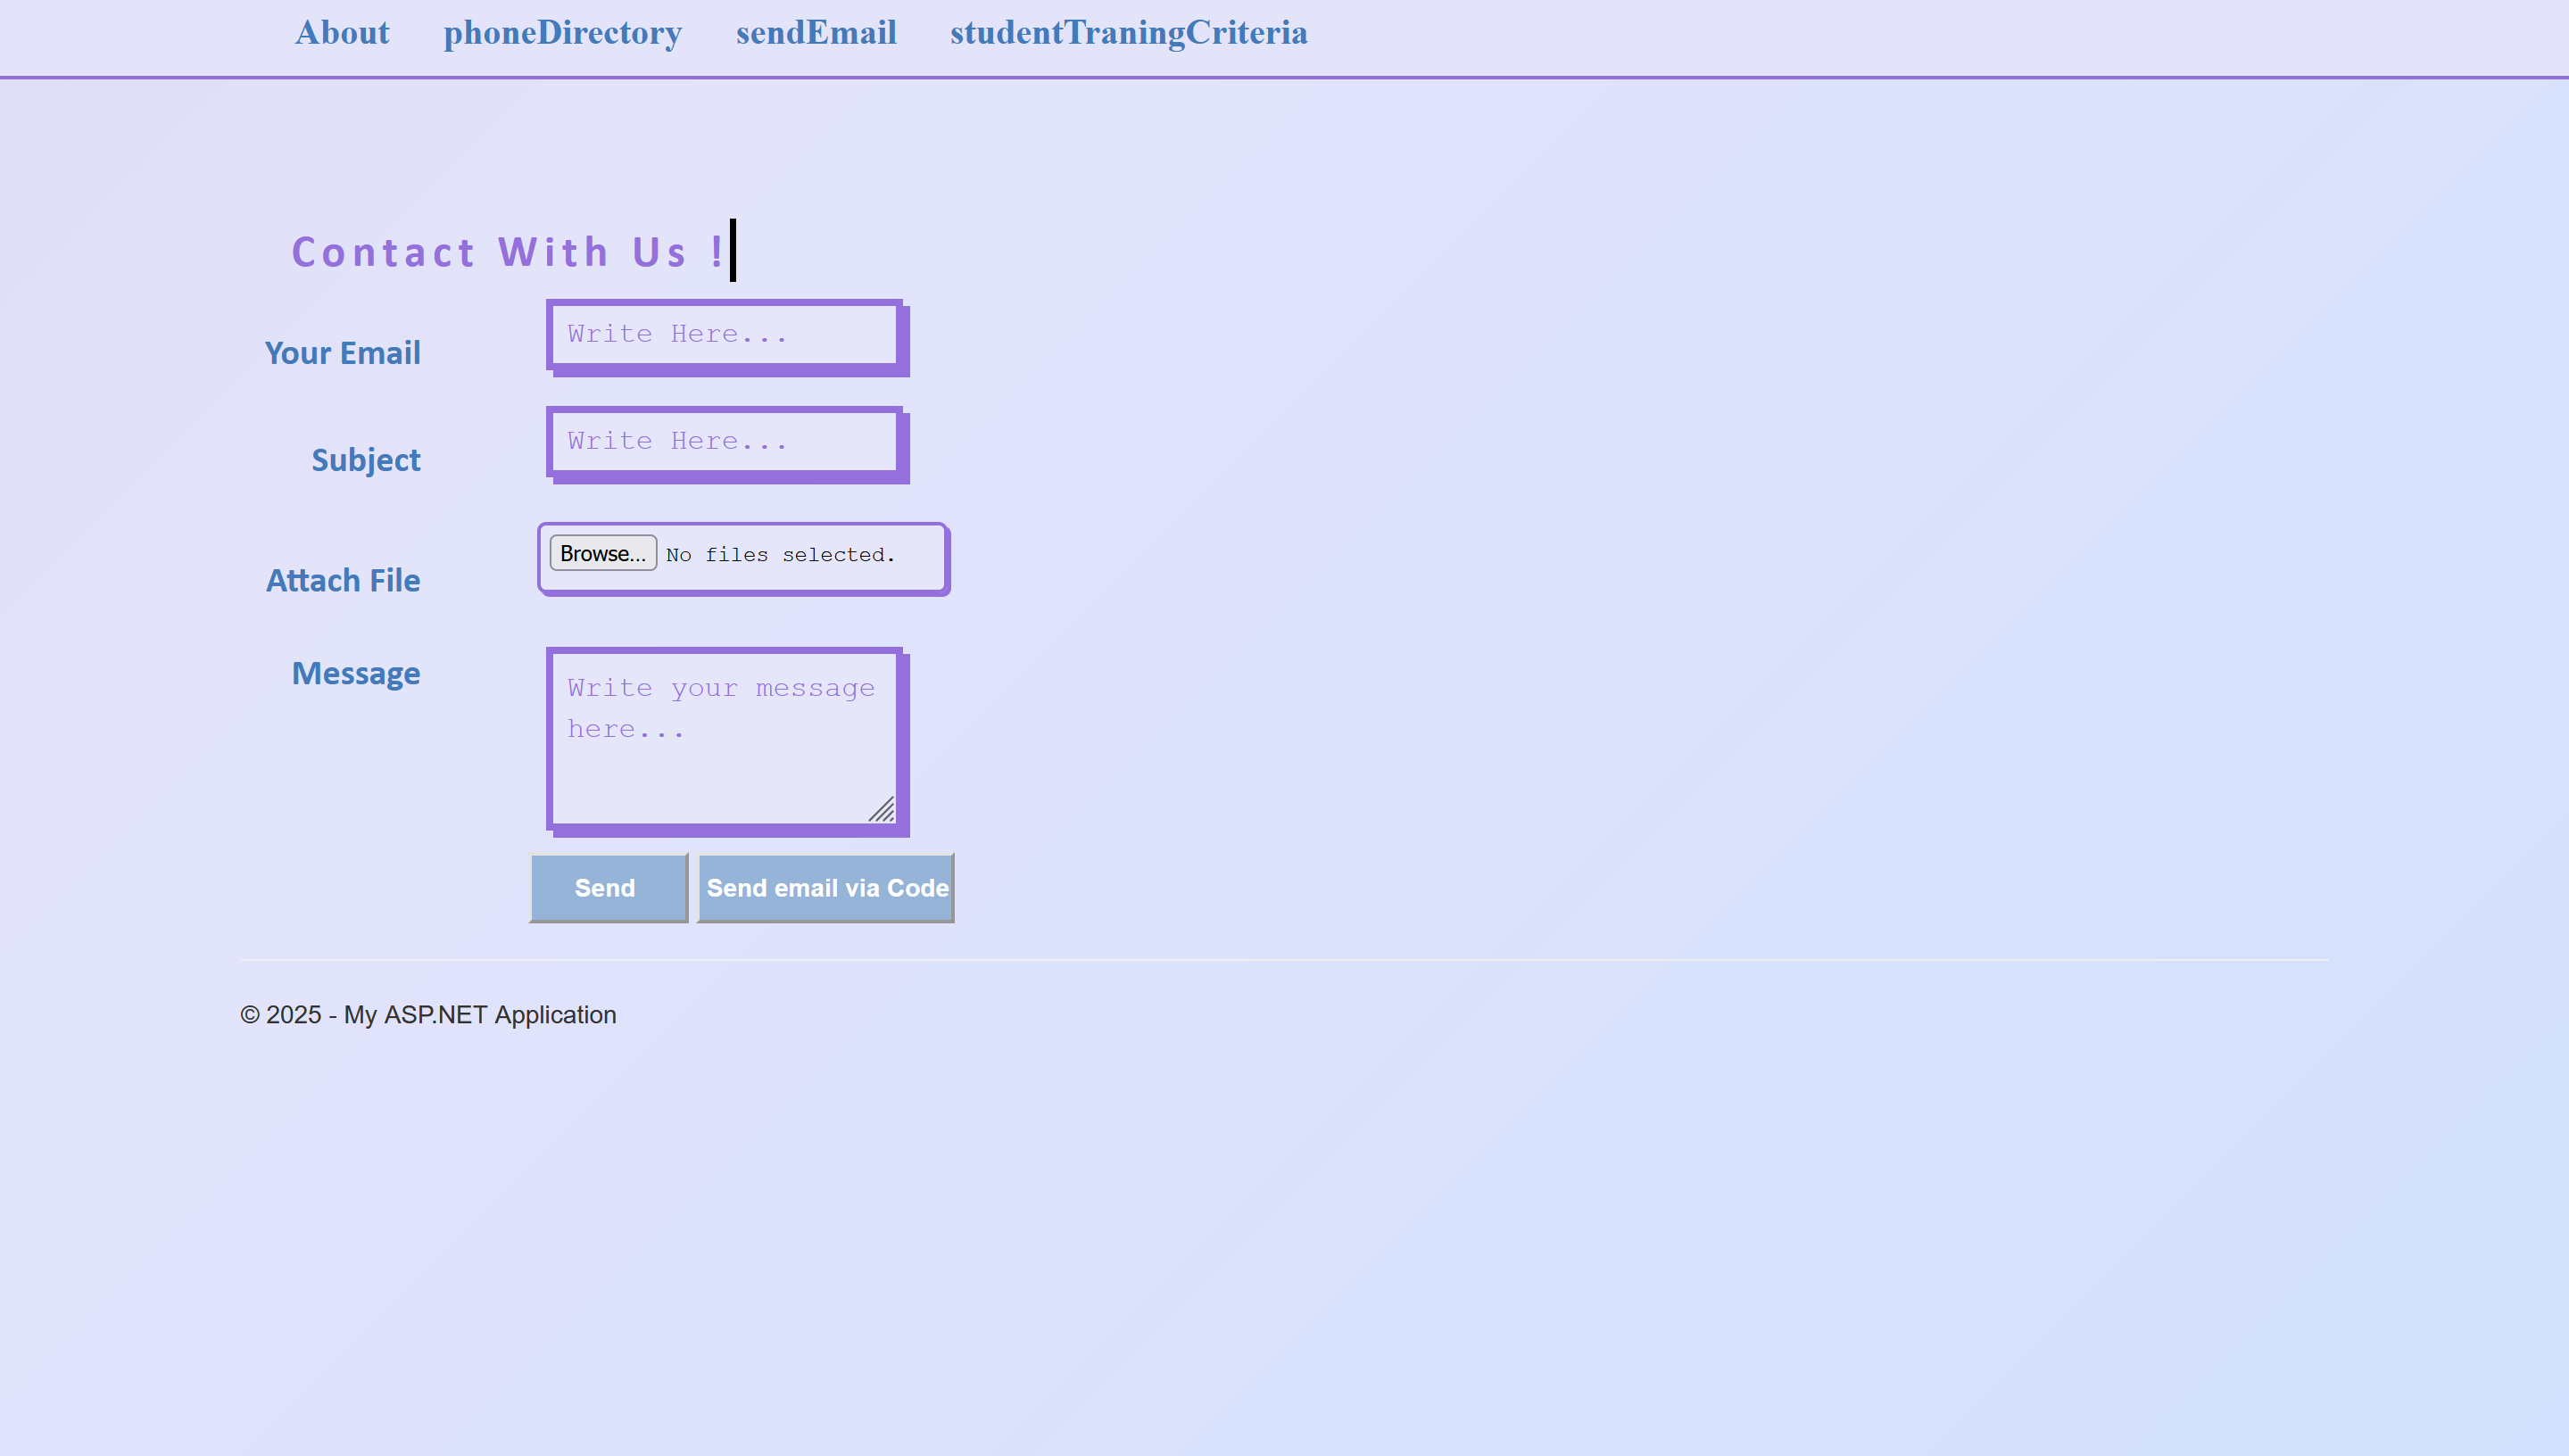 About phoneDirectory sendEmail studentTraningCriteria
Contact With Us !
Your Email Write Here...
Subject Write Here...
Attach File Browse... No files selected.
Message Write your message
here...
Send Send email via Code
© 2025 - My ASP.NET Application